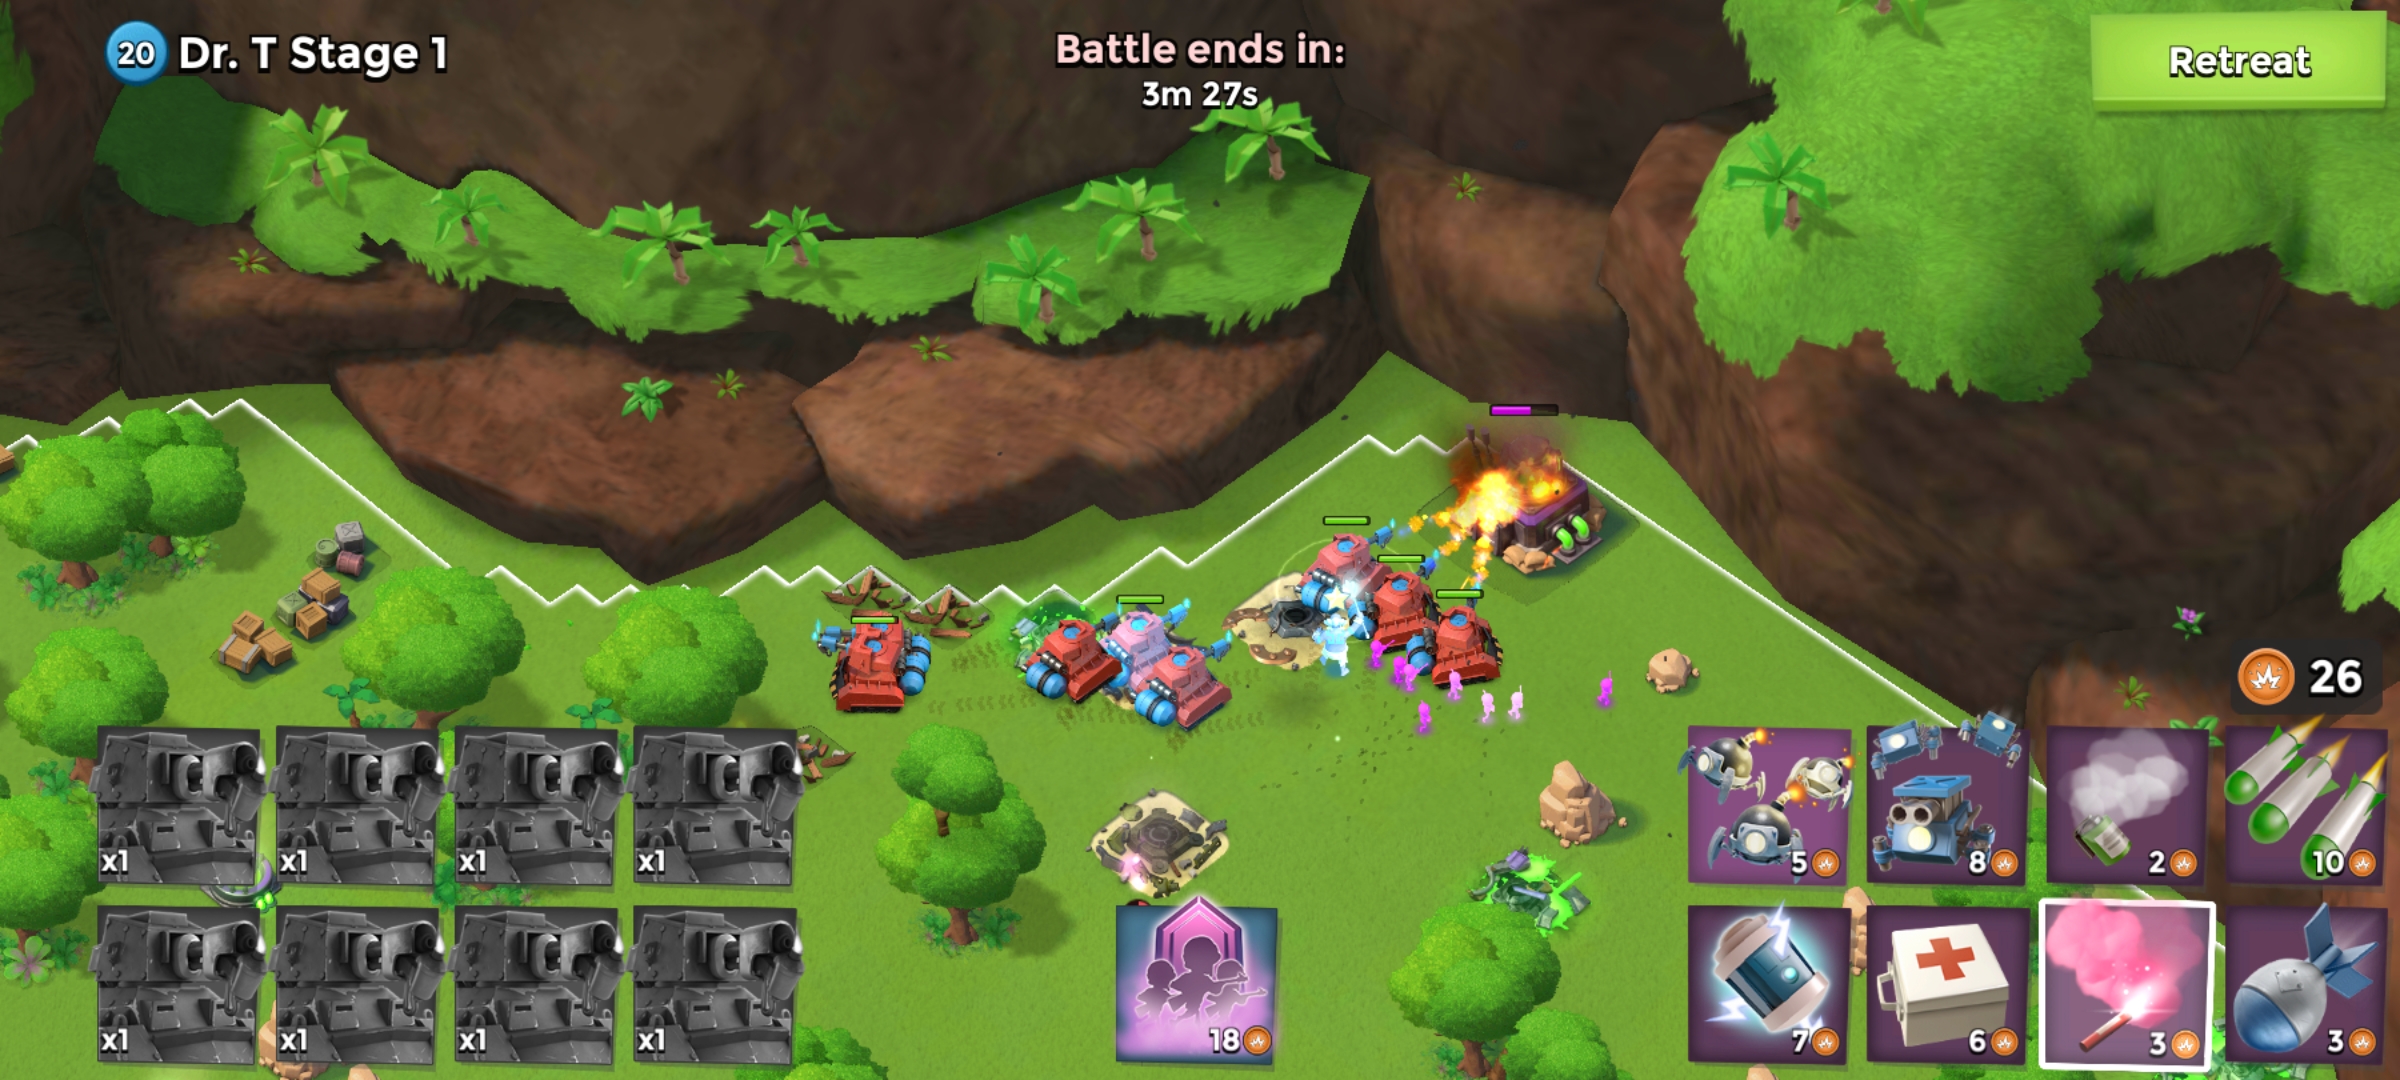 20 Dr. T Stage 1
Battle ends in:
3m 27s
Retreat
26
x1 x1 x1 x1
5 8 2 10
x1 x1 x1 x1
18
7 6 3 3